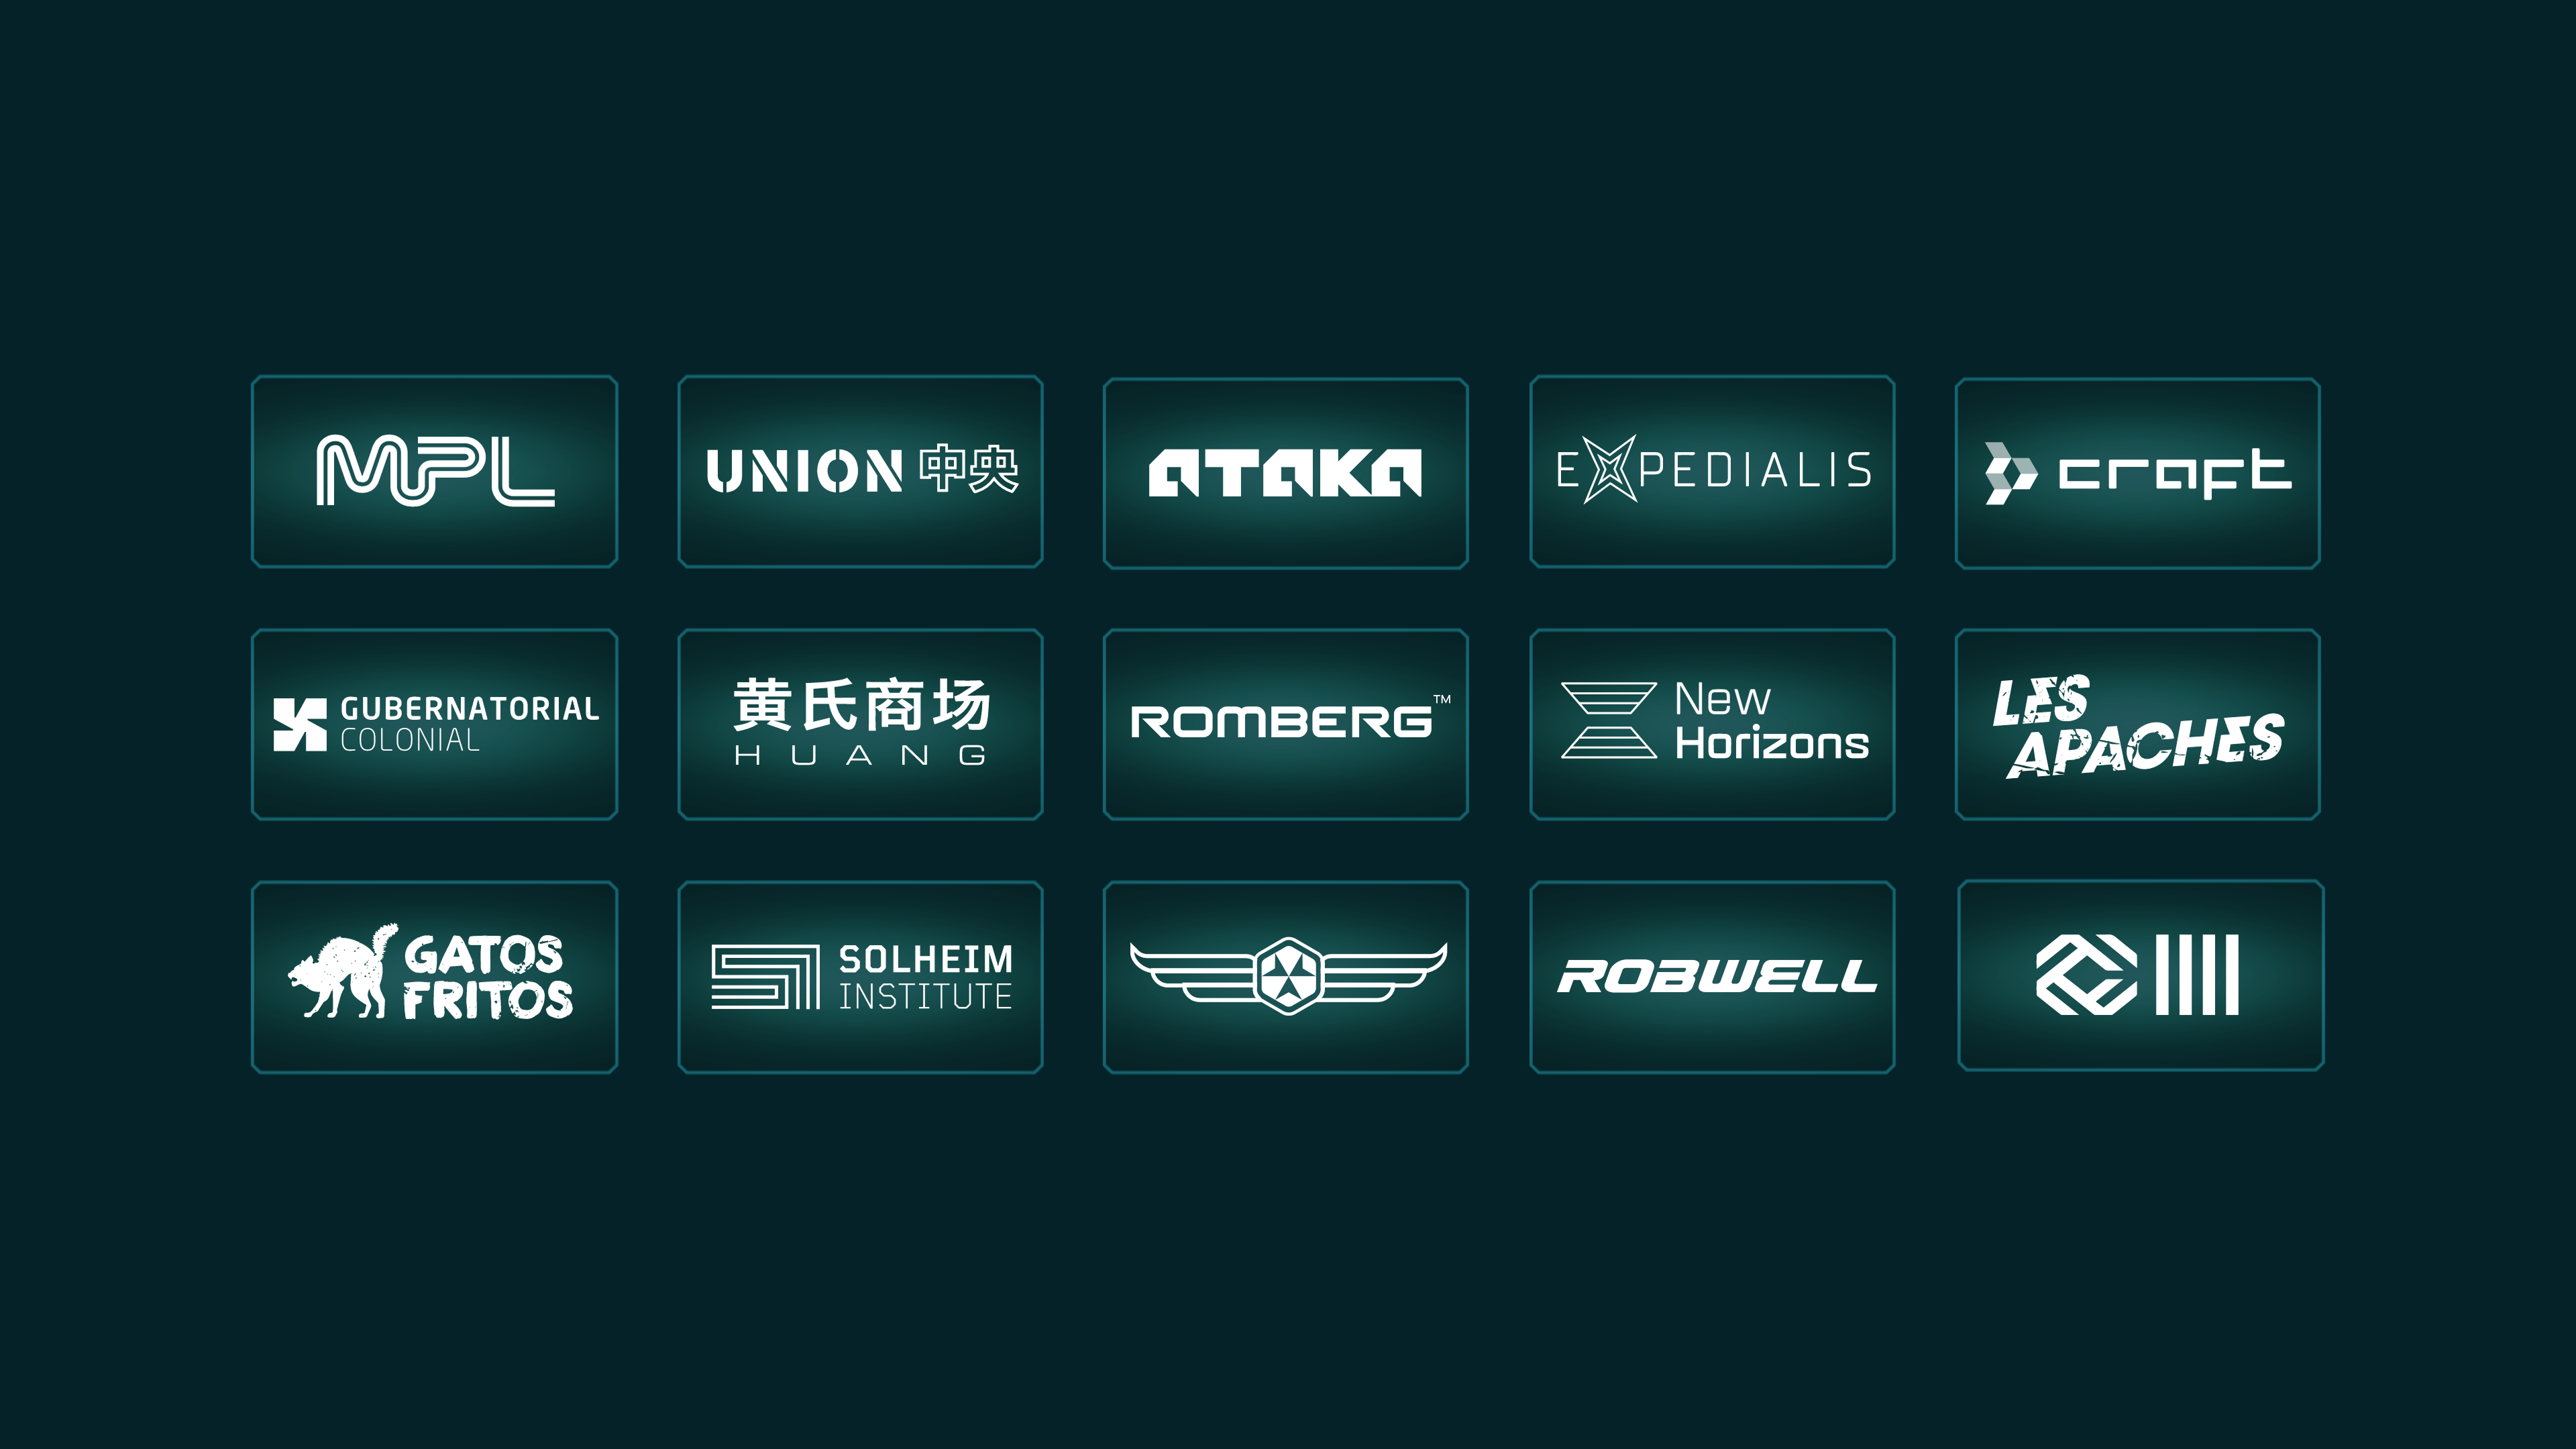 MPL
UNION 中央
ATAKA
EXPEDIALIS
craft
GUBERNATORIAL
COLONIAL
黄氏商场
HUANG
ROMBERG™
New
Horizons
LES
APACHES
GATOS
FRITOS
SOLHEIM
INSTITUTE
ROBWELL